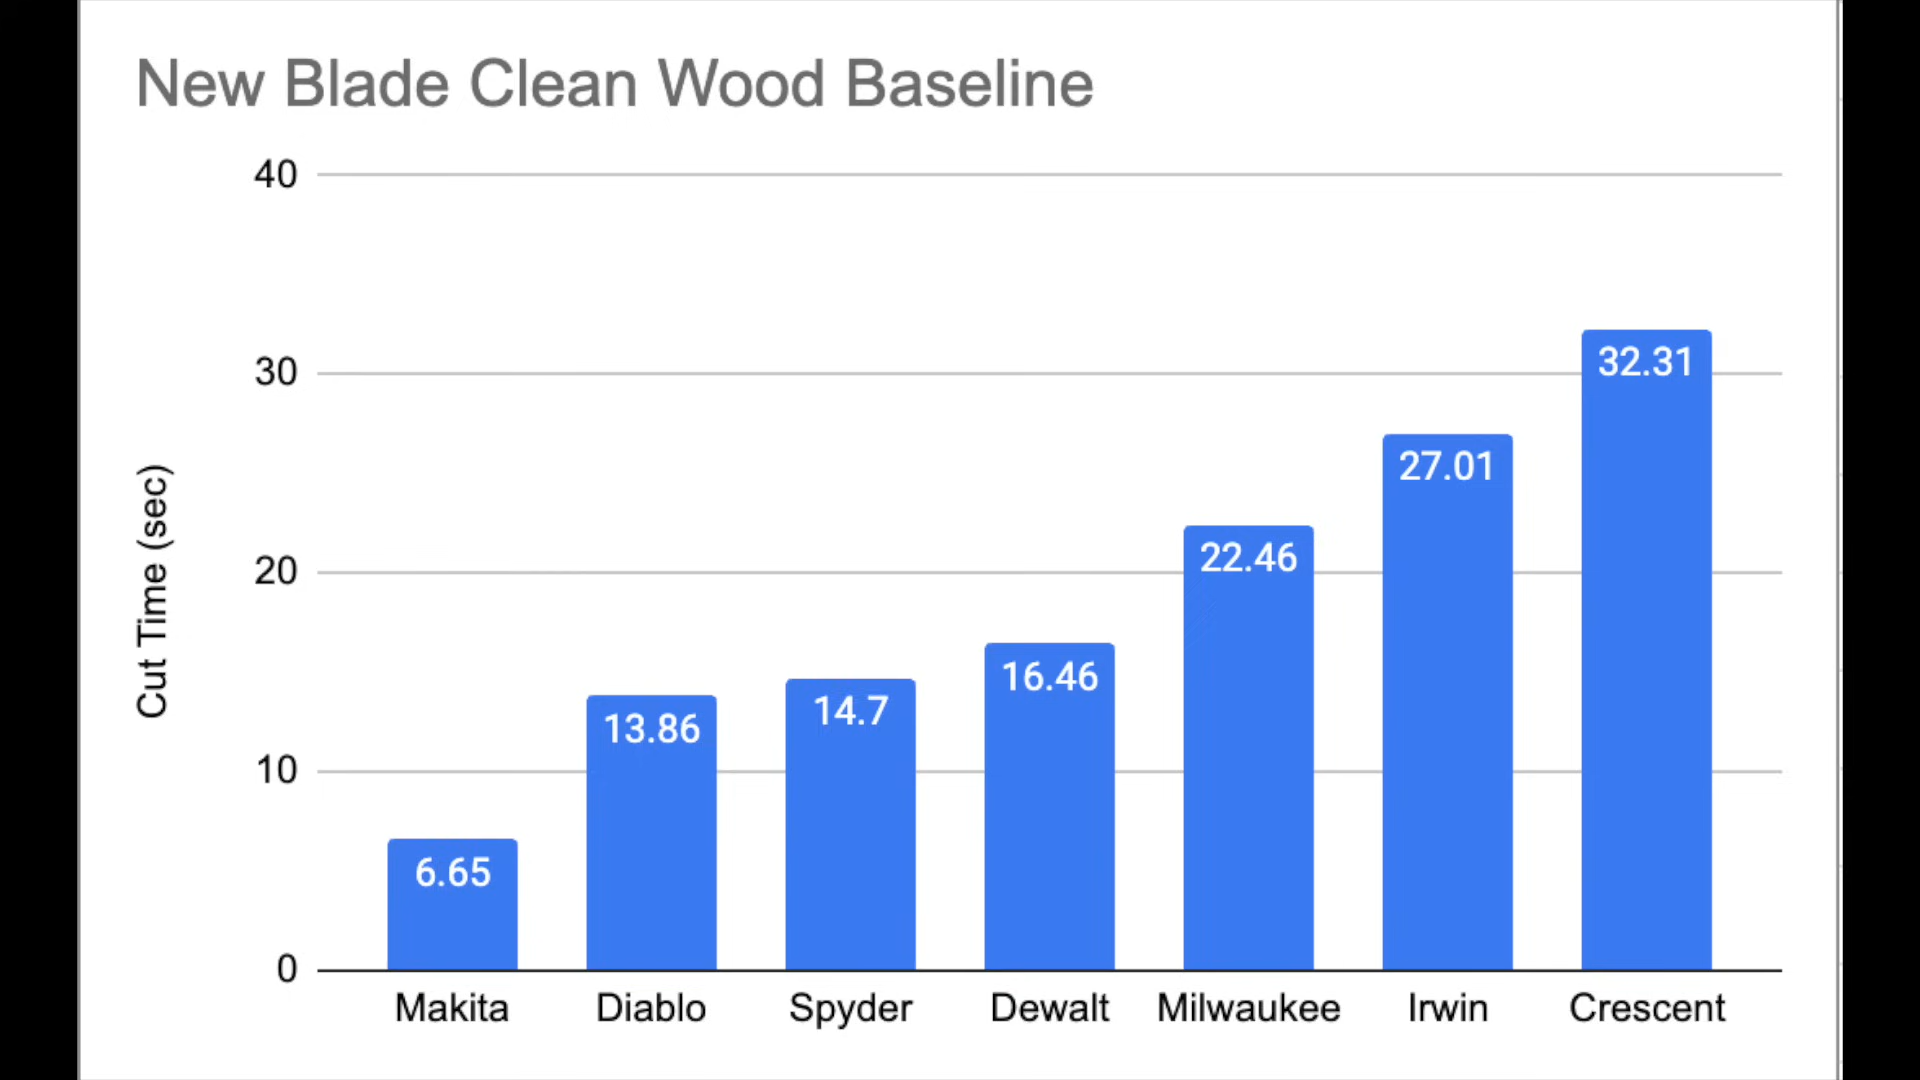 New Blade Clean Wood Baseline
40
30
20
10
0
Cut Time (sec)
6.65
13.86
14.7
16.46
22.46
27.01
32.31
Makita
Diablo
Spyder
Dewalt
Milwaukee
Irwin
Crescent